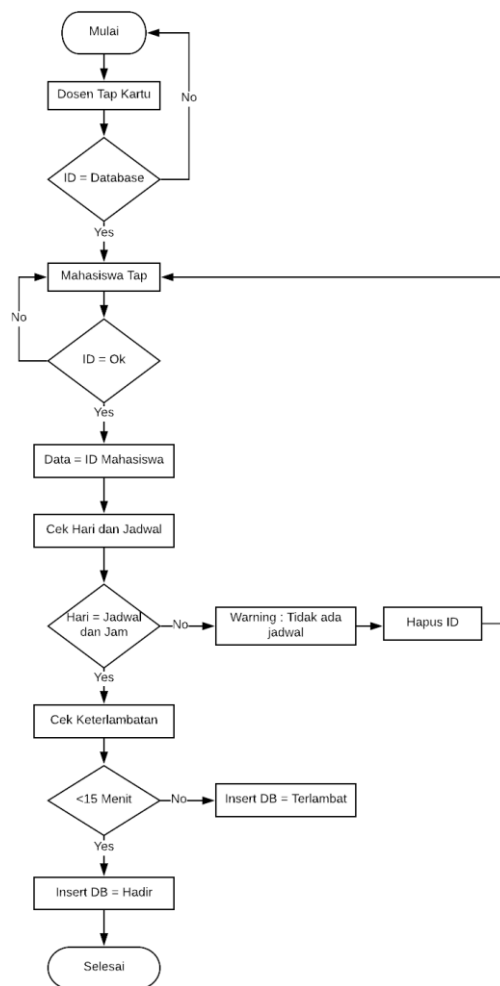 Mulai
No
Dosen Tap Kartu
ID = Database
Yes
Mahasiswa Tap
No
ID = Ok
Yes
Data = ID Mahasiswa
Cek Hari dan Jadwal
Hari = Jadwal
dan Jam
No
Warning : Tidak ada
jadwal
Hapus ID
Yes
Cek Keterlambatan
<15 Menit
No
Insert DB = Terlambat
Yes
Insert DB = Hadir
Selesai